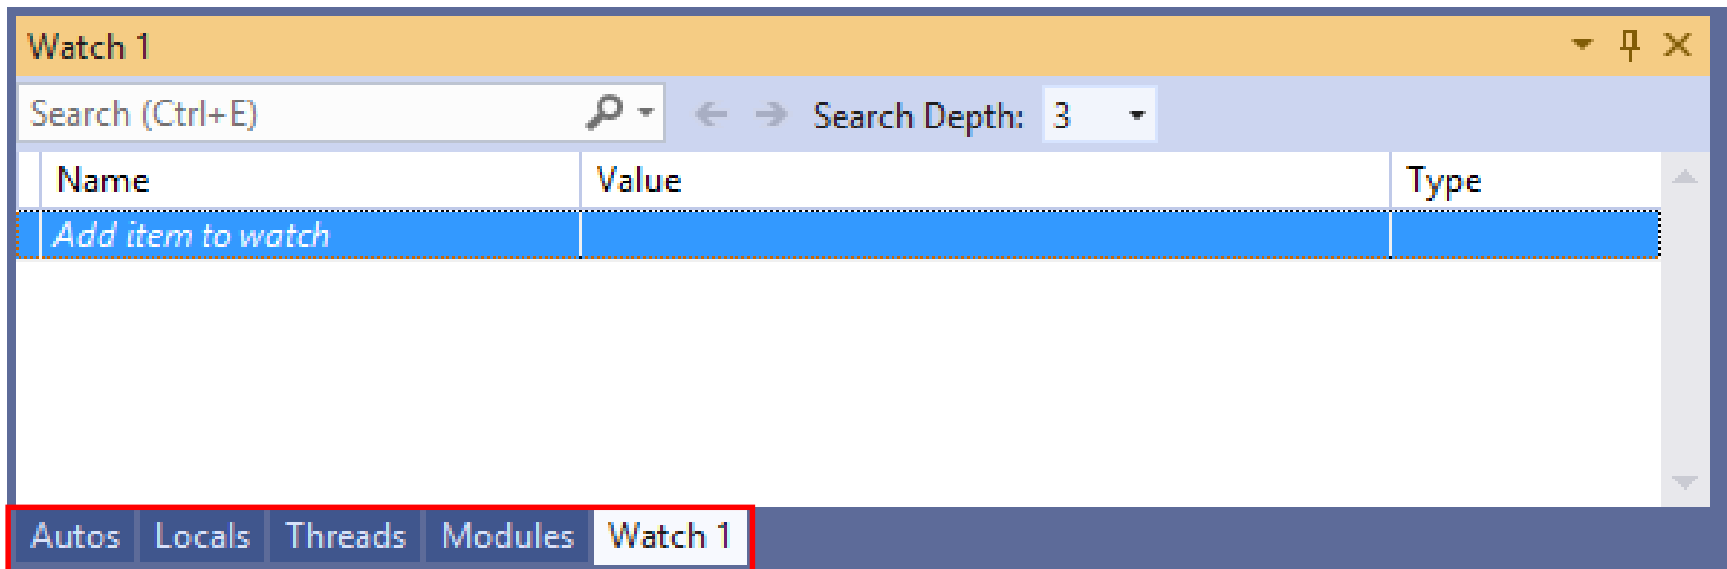 Watch 1
Search (Ctrl+E) Search Depth: 3
Name Value Type
Add item to watch
Autos Locals Threads Modules Watch 1